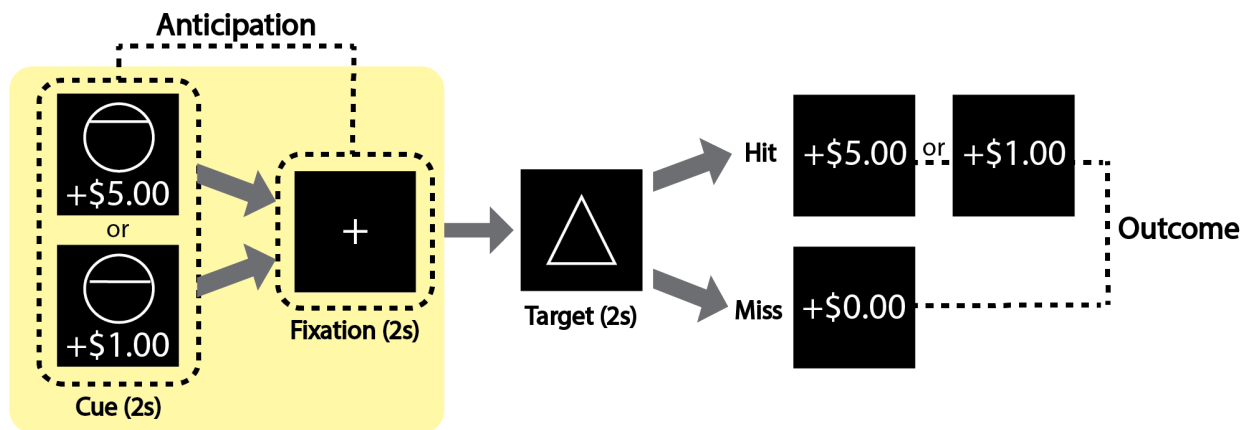 Anticipation
+$5.00
or
+$1.00
Cue (2s)
+
Fixation (2s)
Target (2s)
Hit
+$5.00 or +$1.00
Miss
+$0.00
Outcome